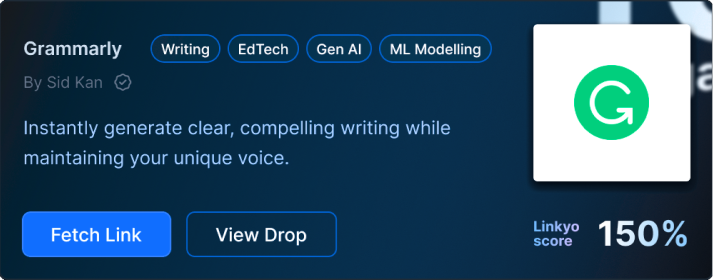 Grammarly
Writing
EdTech
Gen AI
ML Modelling
By Sid Kan
Instantly generate clear, compelling writing while
maintaining your unique voice.
Fetch Link
View Drop
Linkyo
score
150%